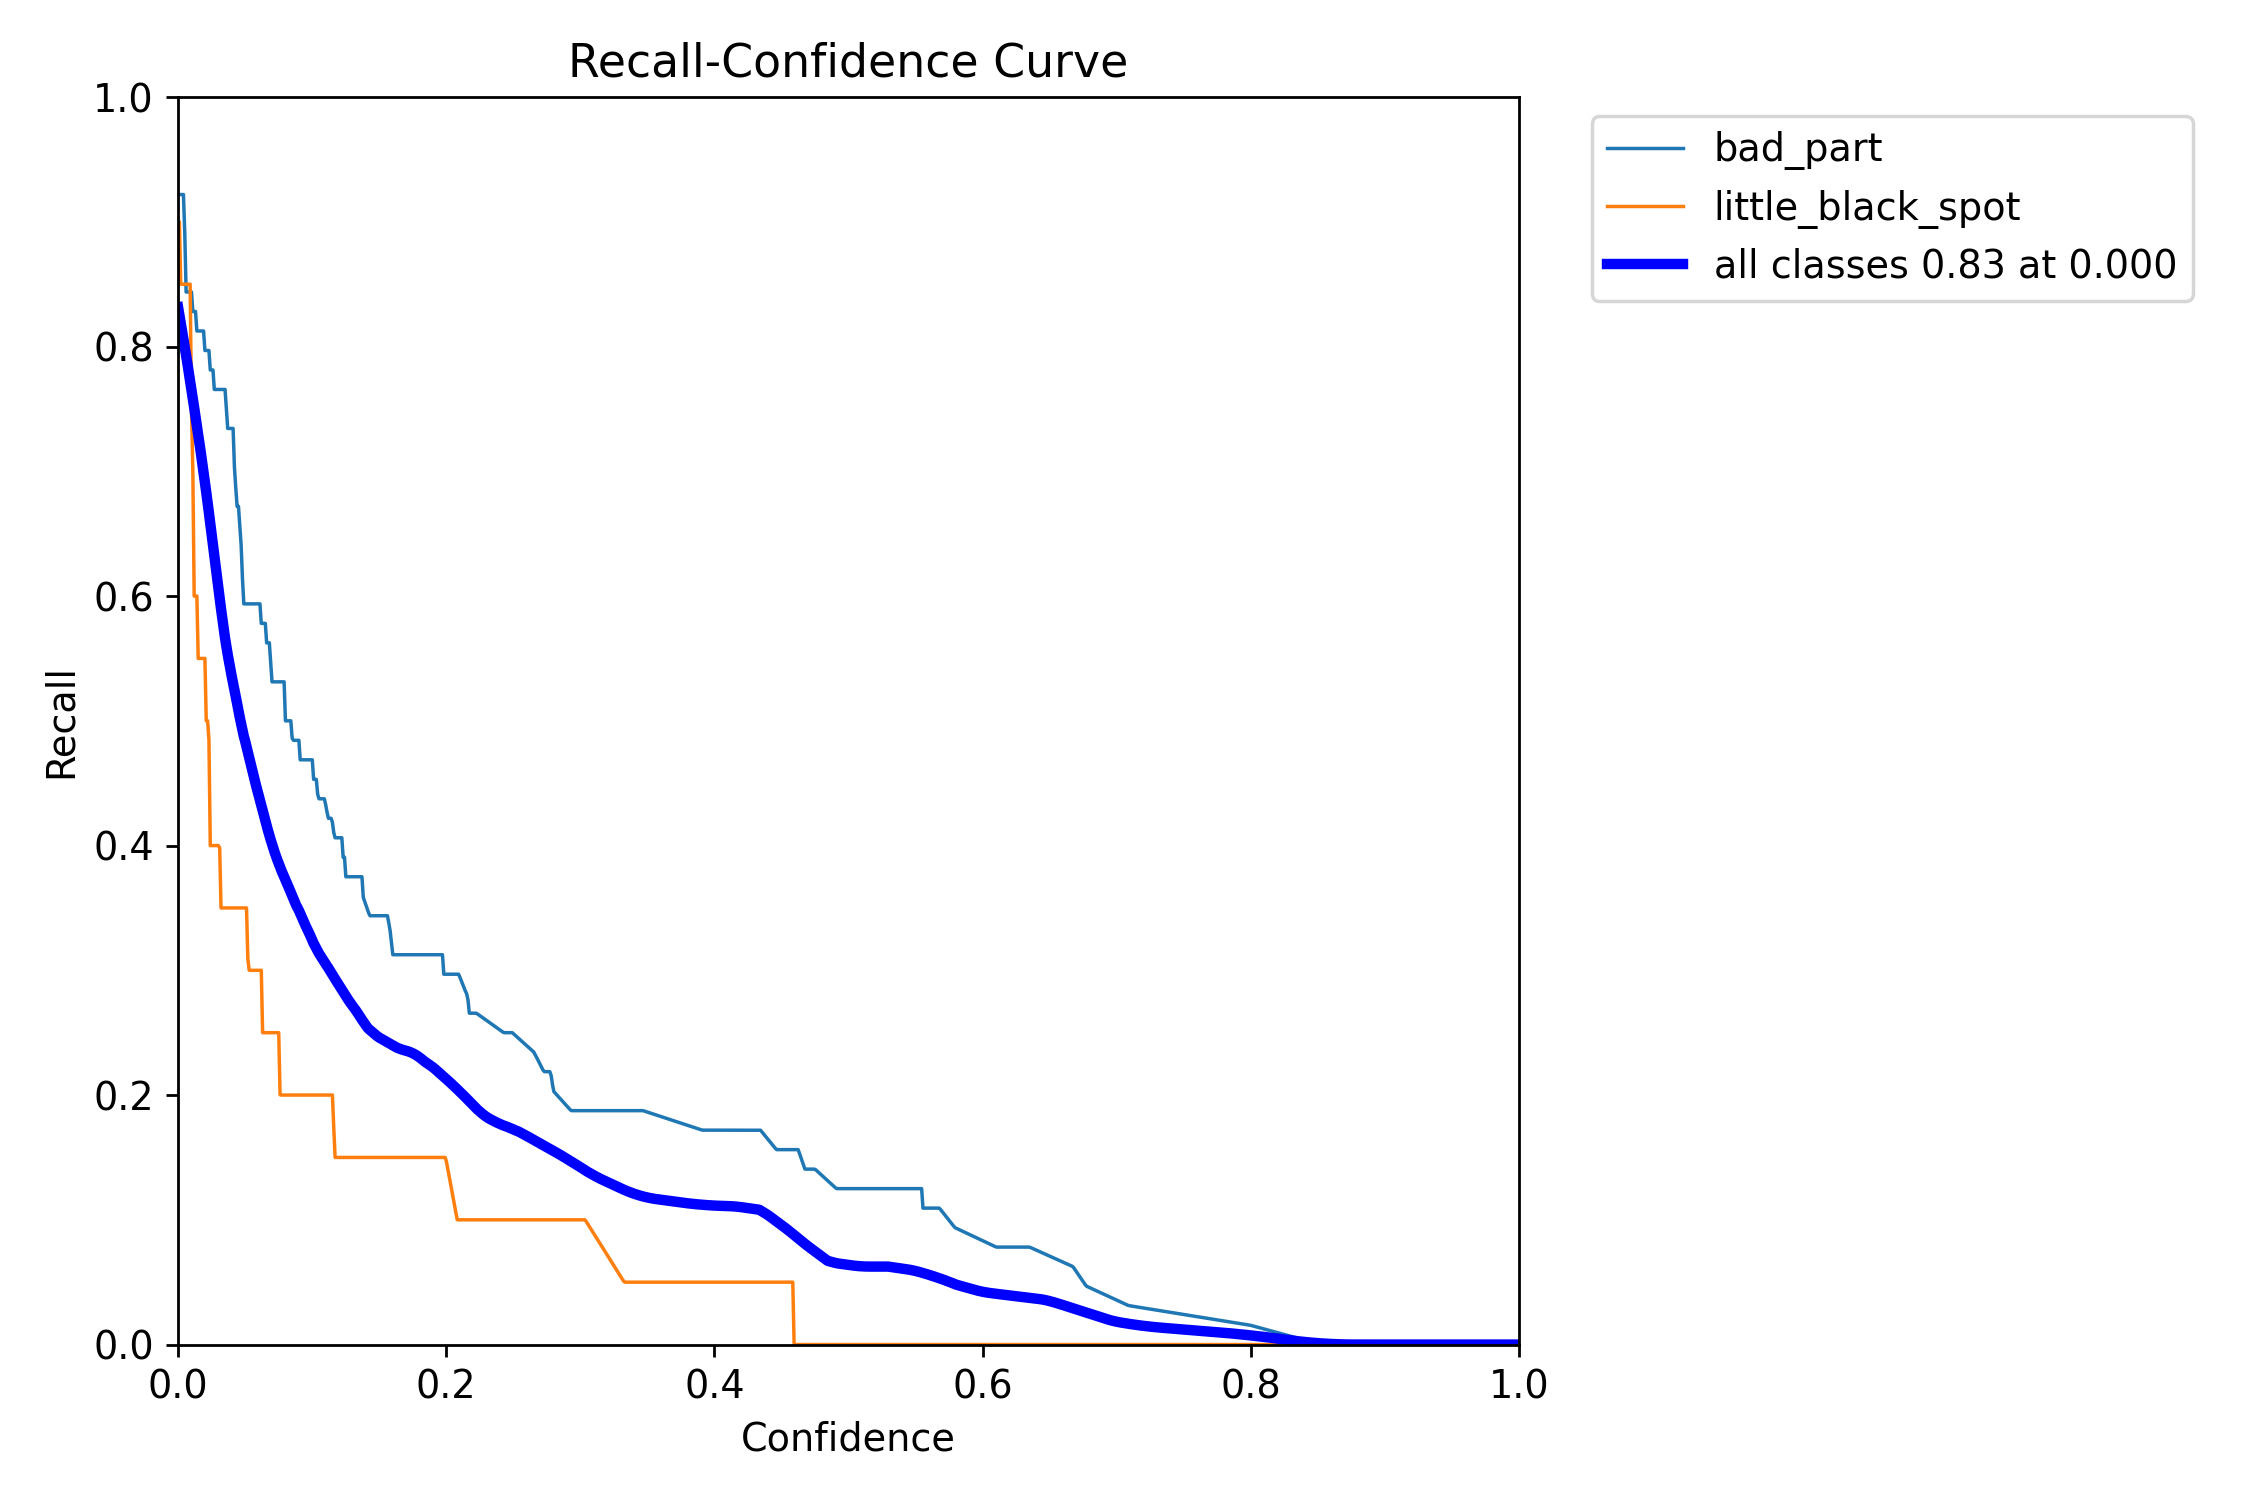 Recall-Confidence Curve
bad_part
little_black_spot
all classes 0.83 at 0.000
Recall
1.0
0.8
0.6
0.4
0.2
0.0
0.0 0.2 0.4 0.6 0.8 1.0
Confidence